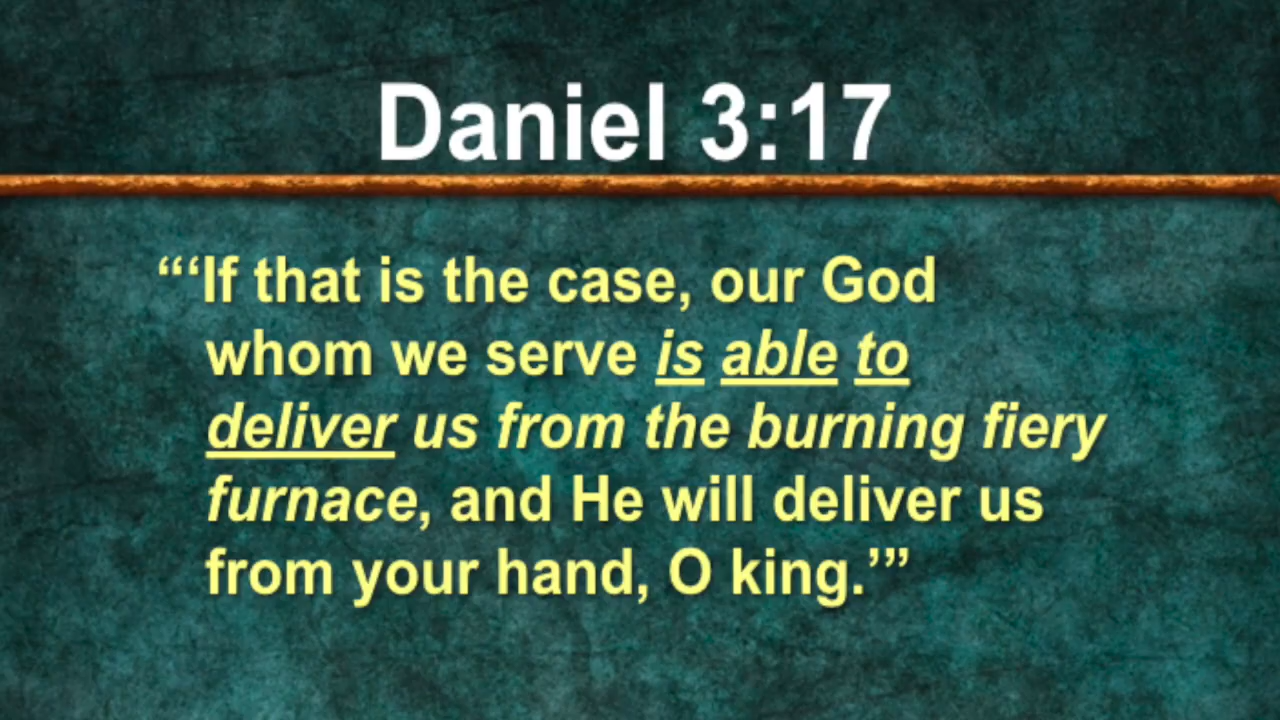 Daniel 3:17
“‘If that is the case, our God
whom we serve is able to
deliver us from the burning fiery
furnace, and He will deliver us
from your hand, O king.’”